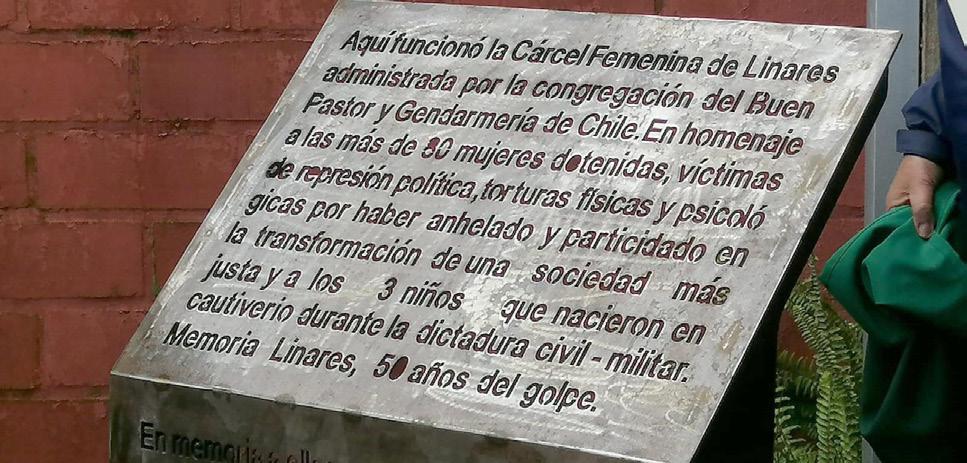 Aquí funcionó la Cárcel Femenina de Linares
administrada por la congregación del Buen
Pastor y Gendarmería de Chile. En homenaje
a las más de 80 mujeres detenidas, víctimas
de represión política, torturas físicas y psicoló
gicas por haber anhelado y particidado en
la transformación de una sociedad más
justa y a los 3 niños que nacieron en
cautiverio durante la dictadura civil - militar.
Memoria Linares, 50 años del golpe.
En memoria